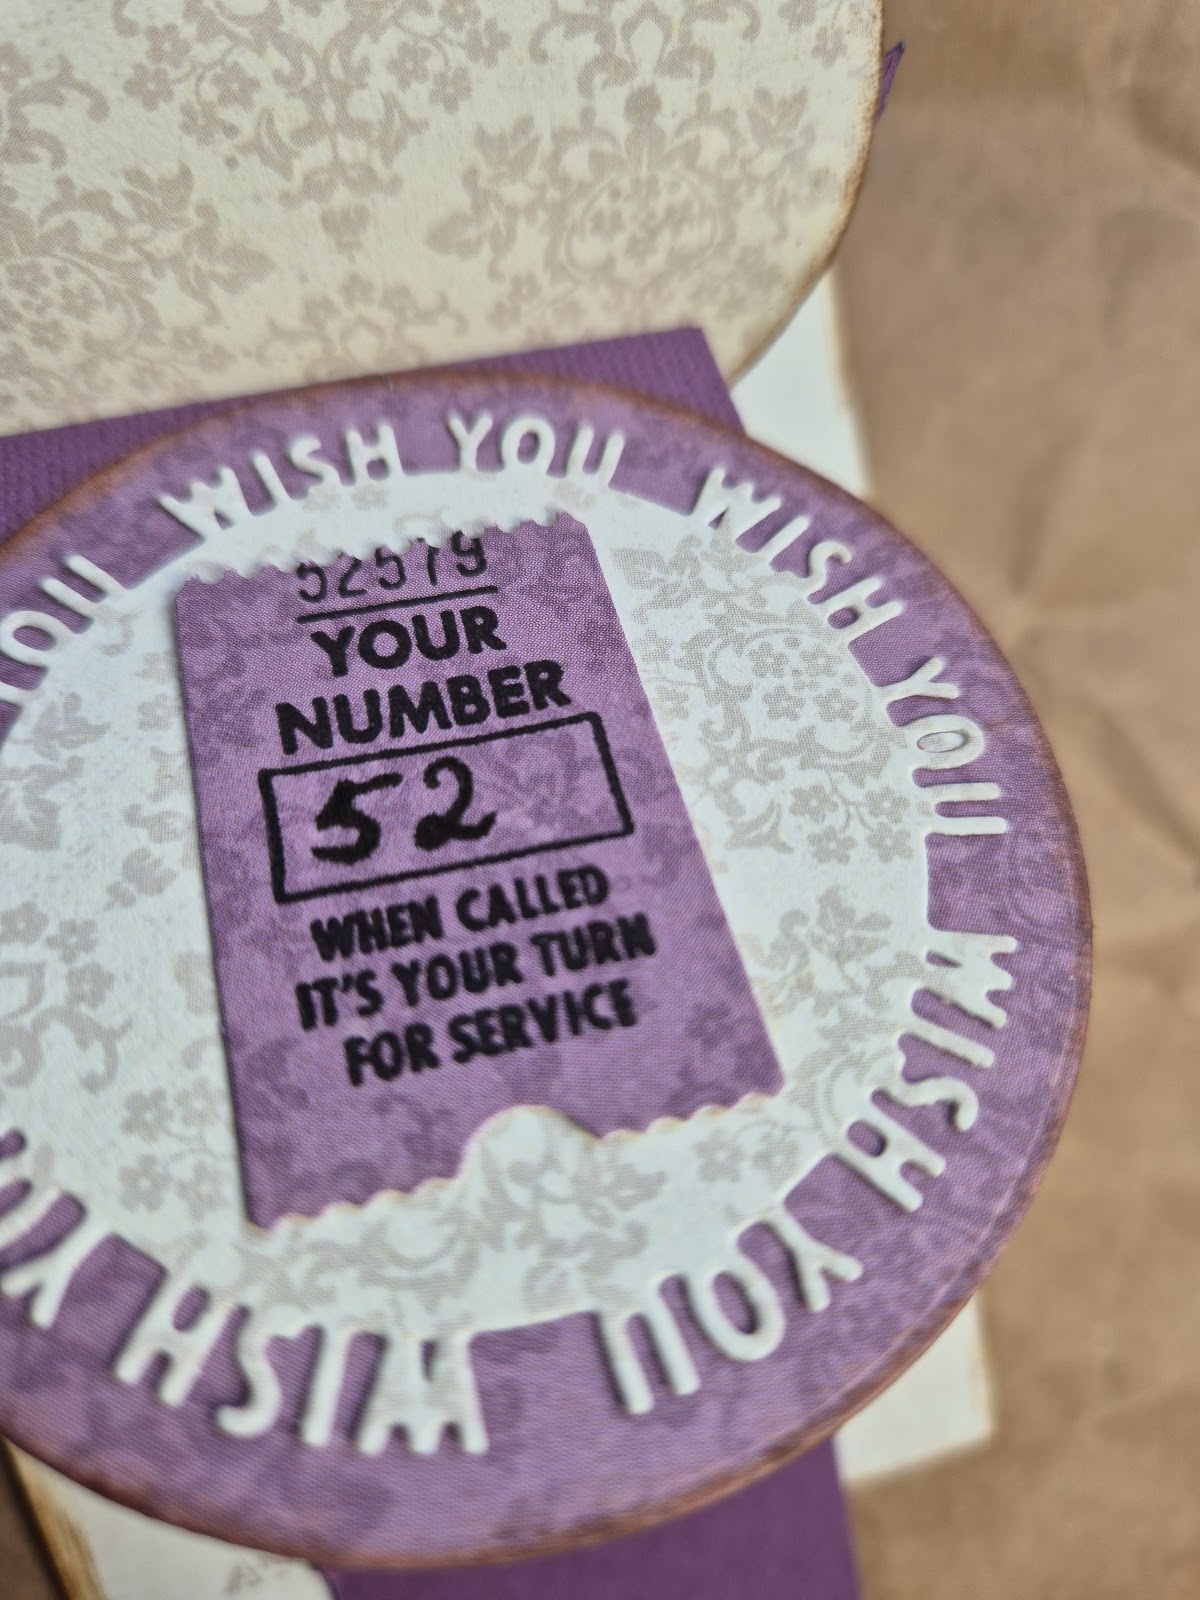 WISH YOU WISH YOU WISH YOU WISH YOU YOU
52579
YOUR
NUMBER
52
WHEN CALLED
IT'S YOUR TURN
FOR SERVICE